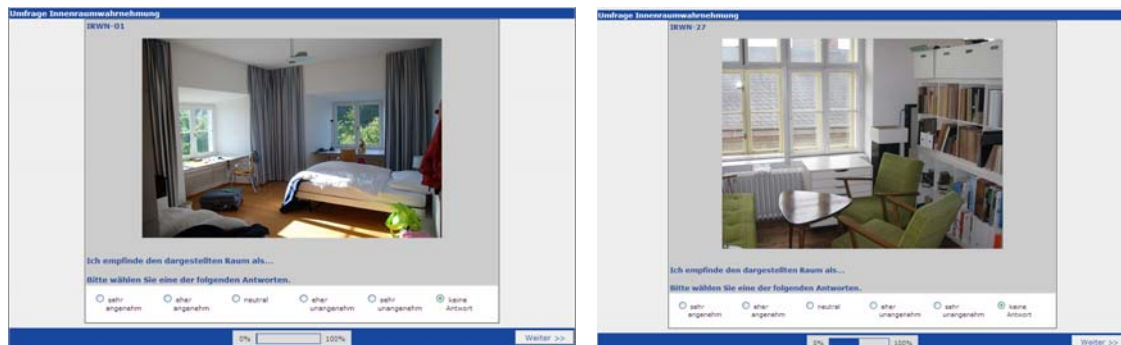 Umfrage Innenraumwahrnehmung
IRWN-01
Ich empfinde den dargestellten Raum als...
Bitte wählen Sie eine der folgenden Antworten.
sehr angenehm
eher angenehm
neutral
eher unangenehm
sehr unangenehm
keine Antwort
0% 100%
Weiter >>
Umfrage Innenraumwahrnehmung
IRWN-27
Ich empfinde den dargestellten Raum als...
Bitte wählen Sie eine der folgenden Antworten.
sehr angenehm
eher angenehm
neutral
eher unangenehm
sehr unangenehm
keine Antwort
0% 100%
Weiter >>